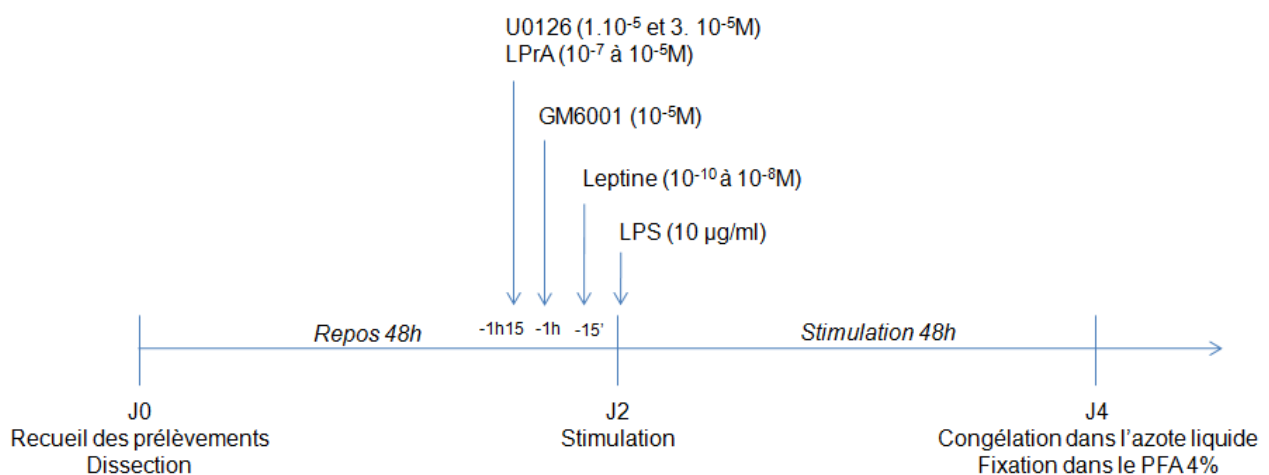 U0126 (1.10⁻⁵ et 3. 10⁻⁵M)
LPrA (10⁻⁷ à 10⁻⁵M)
GM6001 (10⁻⁵M)
Leptine (10⁻¹⁰ à 10⁻⁸M)
LPS (10 µg/ml)
Repos 48h
-1h15
-1h
-15'
Stimulation 48h
J0
Recueil des prélèvements
Dissection
J2
Stimulation
J4
Congélation dans l'azote liquide
Fixation dans le PFA 4%